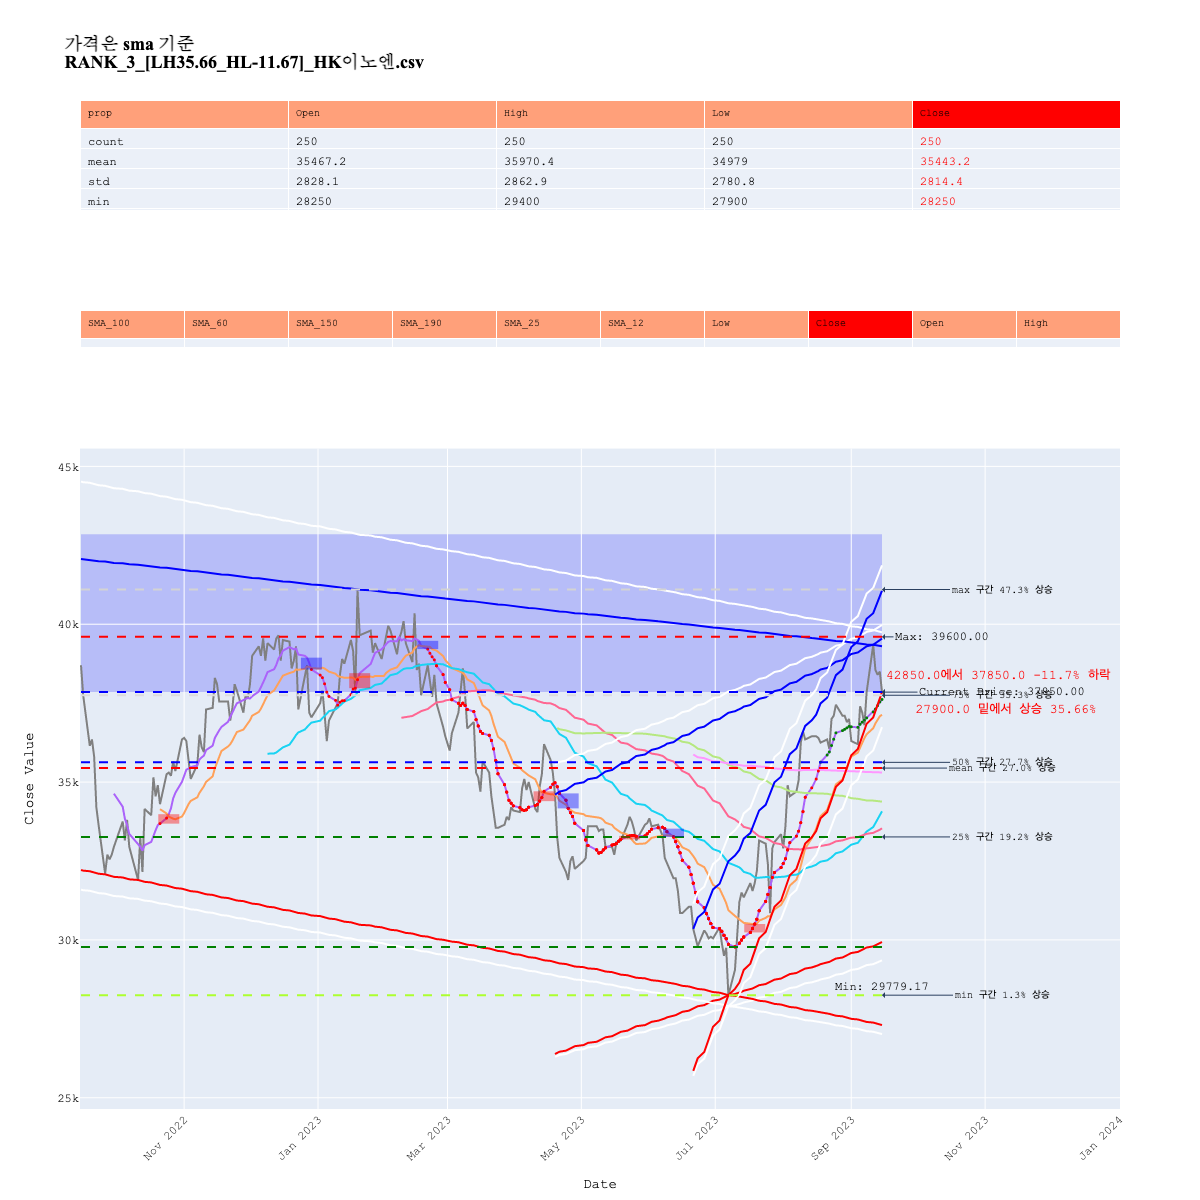 가격은 sma 기준
RANK_3_[LH35.66_HL-11.67]_HK이노엔.csv
prop Open High Low Close
count 250 250 250 250
mean 35467.2 35970.4 34979 35443.2
std 2828.1 2862.9 2780.8 2814.4
min 28250 29400 27900 28250
SMA_100 SMA_60 SMA_150 SMA_190 SMA_25 SMA_12 Low Close Open High
45k
max 구간 47.3% 상승
40k
Max: 39600.00
42850.0에서 37850.0 -11.7% 하락
Current Price: 37850.00
75% 구간 35.3% 상승
27900.0 밑에서 상승 35.66%
50% 구간 27.7% 상승
mean 구간 27.0% 상승
35k
25% 구간 19.2% 상승
30k
Min: 29779.17
min 구간 1.3% 상승
25k
Close Value
Nov 2022 Jan 2023 Mar 2023 May 2023 Jul 2023 Sep 2023 Nov 2023 Jan 2024
Date